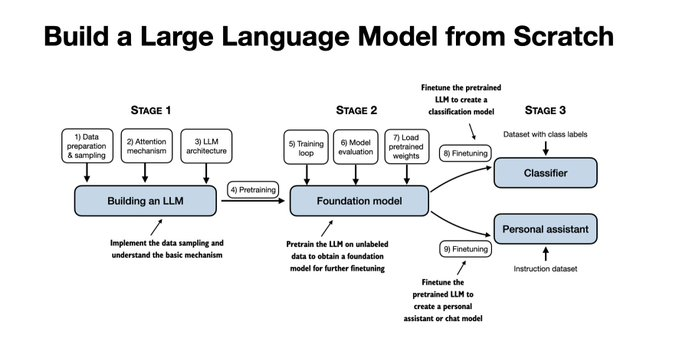 Build a Large Language Model from Scratch
STAGE 1
1) Data
preparation
& sampling
2) Attention
mechanism
3) LLM
architecture
Building an LLM
Implement the data sampling and
understand the basic mechanism
4) Pretraining
STAGE 2
5) Training
loop
6) Model
evaluation
7) Load
pretrained
weights
Foundation model
Pretrain the LLM on unlabeled
data to obtain a foundation
model for further finetuning
Finetune the pretrained
LLM to create a
classification model
8) Finetuning
STAGE 3
Dataset with class labels
Classifier
Personal assistant
Instruction dataset
9) Finetuning
Finetune the
pretrained LLM to
create a personal
assistant or chat model